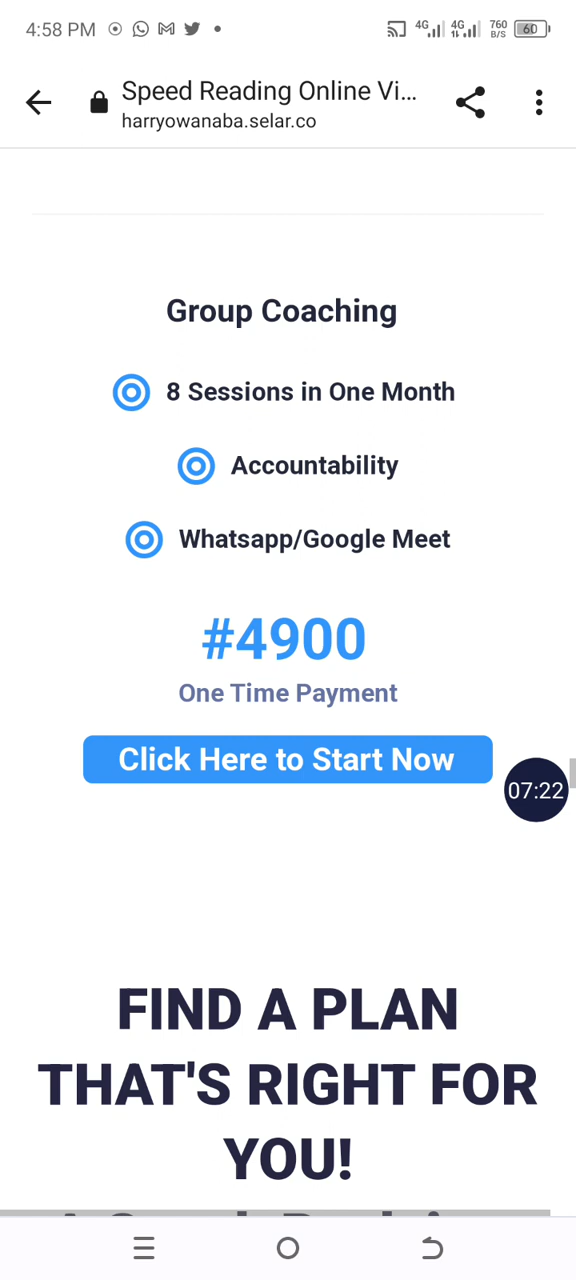 4:58 PM
4G 4G 760 B/S 60
Speed Reading Online Vi...
harryowanaba.selar.co
Group Coaching
8 Sessions in One Month
Accountability
Whatsapp/Google Meet
#4900
One Time Payment
Click Here to Start Now
07:22
FIND A PLAN
THAT'S RIGHT FOR
YOU!